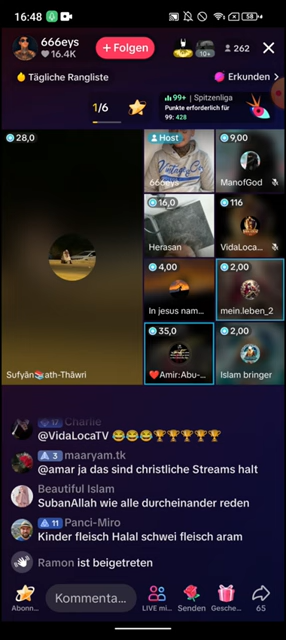 16:48
58
666eys
16.4K
+ Folgen
10+
262
Tägliche Rangliste
Erkunden >
1/6
99+ | Spitzenliga
Punkte erforderlich für
99: 428
28,0
Host
666eys
9,00
ManofGod
16,0
Herasan
116
VidaLoca...
4,00
In jesus nam...
2,00
mein.leben_2
35,0
❤️Amir:Abu-...
2,00
Islam bringer
Sufyân📚ath-Thâwri
Charlie
@VidaLocaTV 😂😂😂🏆🏆🏆🏆🏆
3 maaryam.tk
@amar ja das sind christliche Streams halt
Beautiful Islam
SubanAllah wie alle durcheinander reden
11 Panci-Miro
Kinder fleisch Halal schwei fleisch aram
Ramon ist beigetreten
Abonn...
Kommenta...
LIVE mi...
Senden
Gesche...
65